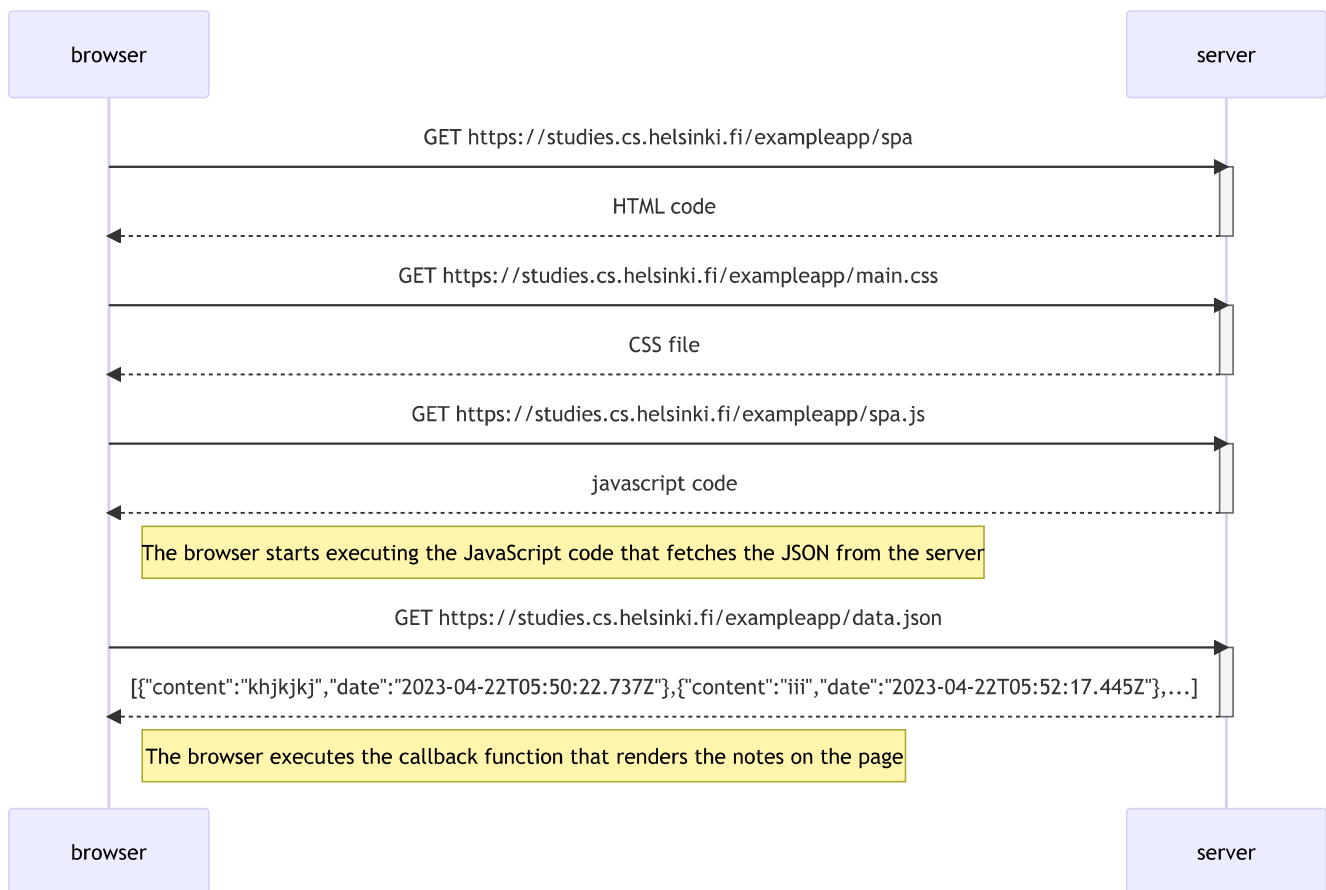 browser
server
GET https://studies.cs.helsinki.fi/exampleapp/spa
HTML code
GET https://studies.cs.helsinki.fi/exampleapp/main.css
CSS file
GET https://studies.cs.helsinki.fi/exampleapp/spa.js
javascript code
The browser starts executing the JavaScript code that fetches the JSON from the server
GET https://studies.cs.helsinki.fi/exampleapp/data.json
[{"content":"khjkjkj","date":"2023-04-22T05:50:22.737Z"},{"content":"iii","date":"2023-04-22T05:52:17.445Z"},...]
The browser executes the callback function that renders the notes on the page
browser
server